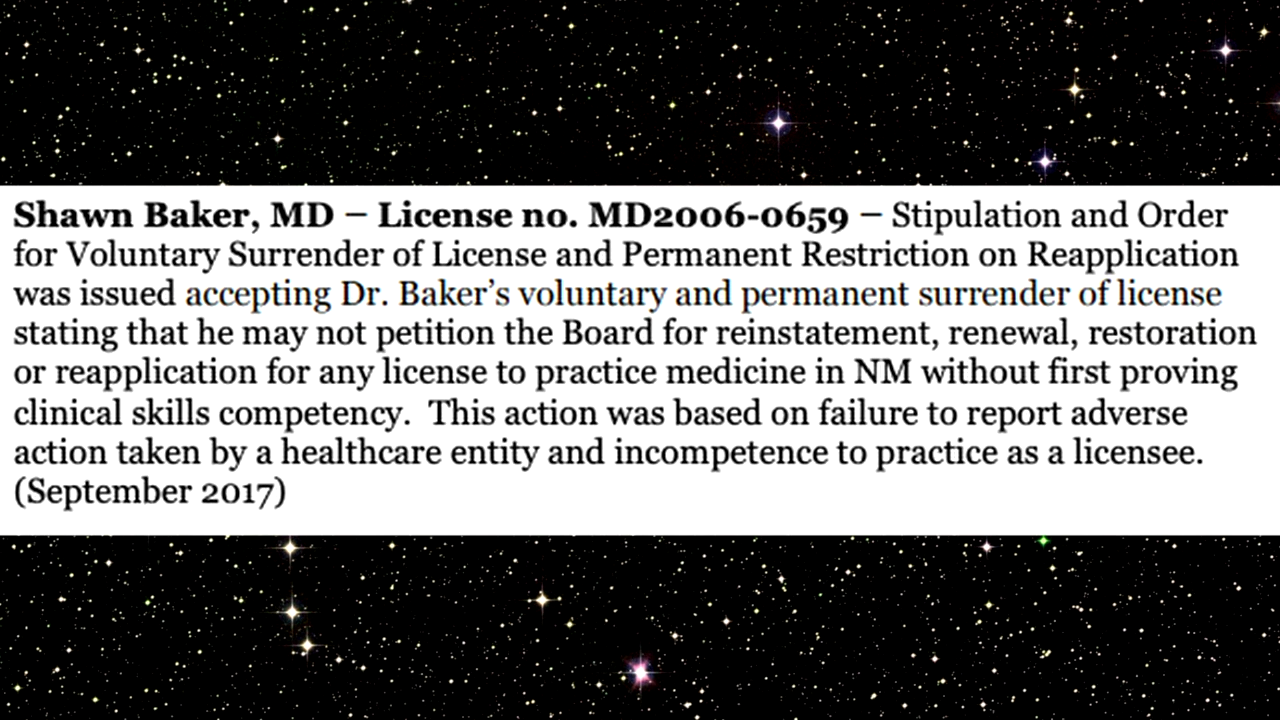 Shawn Baker, MD – License no. MD2006-0659 – Stipulation and Order
for Voluntary Surrender of License and Permanent Restriction on Reapplication
was issued accepting Dr. Baker’s voluntary and permanent surrender of license
stating that he may not petition the Board for reinstatement, renewal, restoration
or reapplication for any license to practice medicine in NM without first proving
clinical skills competency.  This action was based on failure to report adverse
action taken by a healthcare entity and incompetence to practice as a licensee.
(September 2017)